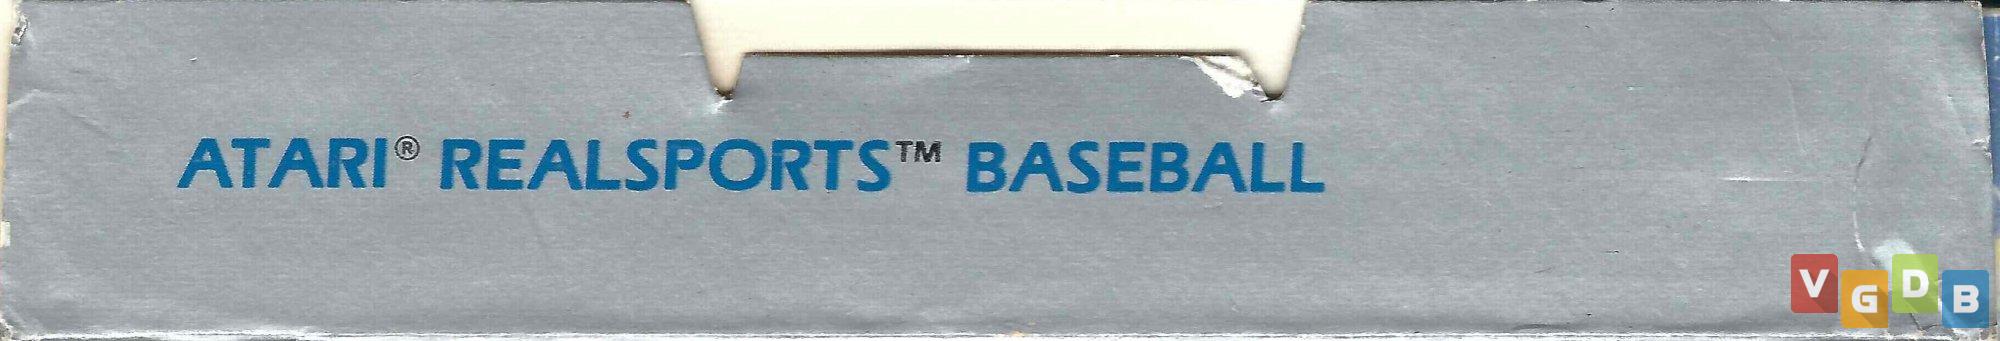 ATARI® REALSPORTS™ BASEBALL
VGDB